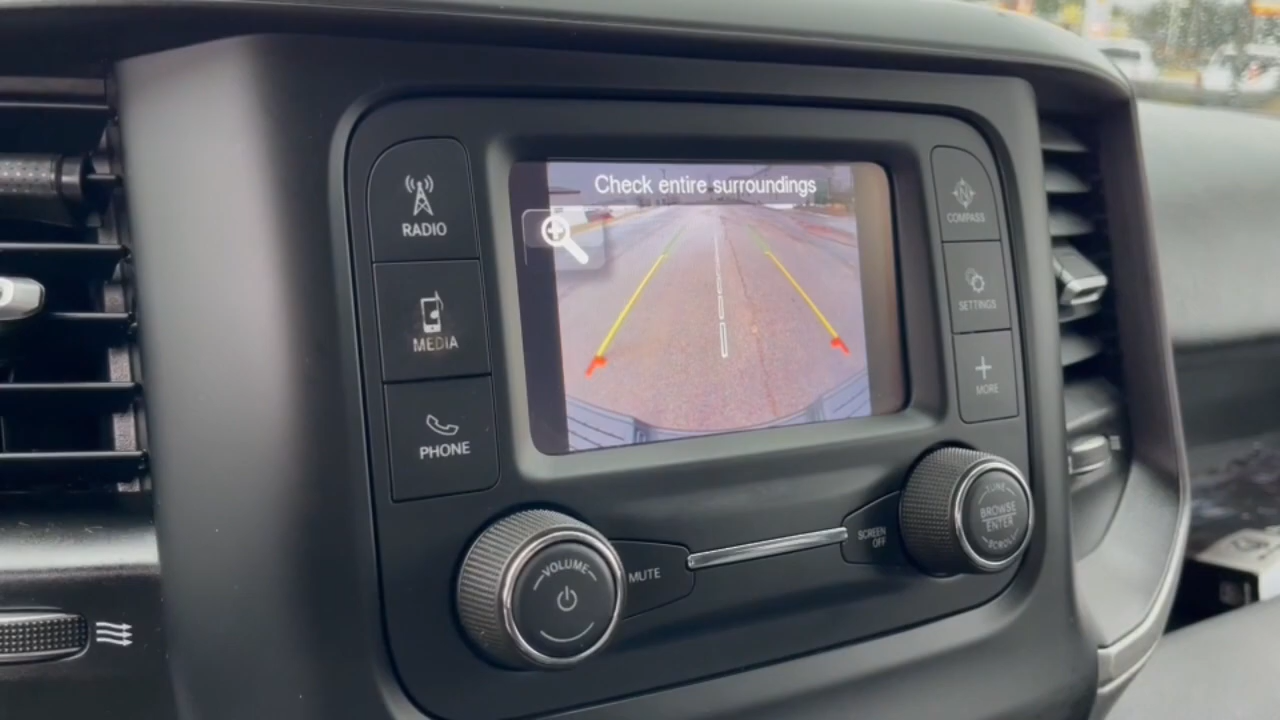 Check entire surroundings
RADIO
MEDIA
PHONE
N
COMPASS
SETTINGS
MORE
VOLUME
MUTE
SCREEN
OFF
TUNE
BROWSE
ENTER
SCROLL